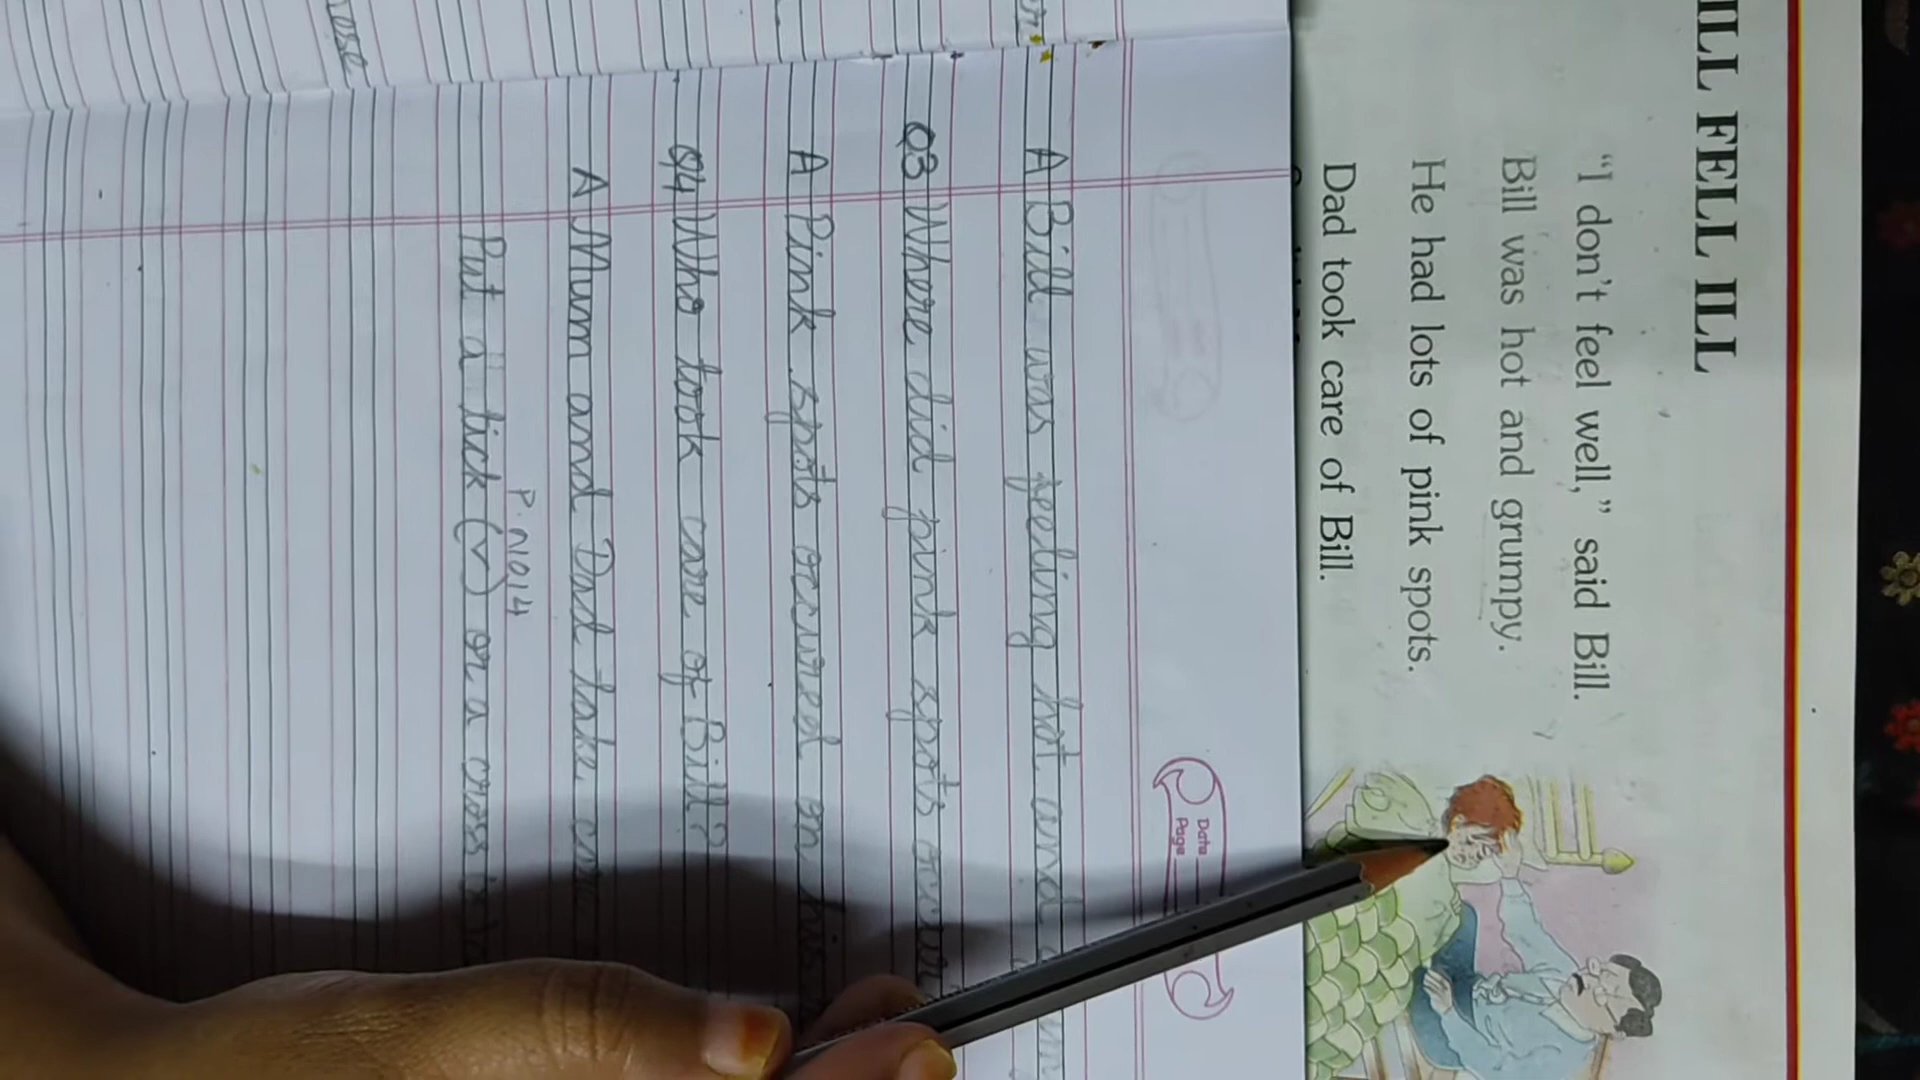 ILL FELL ILL
“I don't feel well,” said Bill.
Bill was hot and grumpy.
He had lots of pink spots.
Dad took care of Bill.
Date
Page
A Bill was feeling hot and
Q3 Where did pink spots occur
A Pink spots occured on his
Q4 Who took care of Bill?
A Mum and Dad take
P. No 14
Put a tick (✓) or a cross